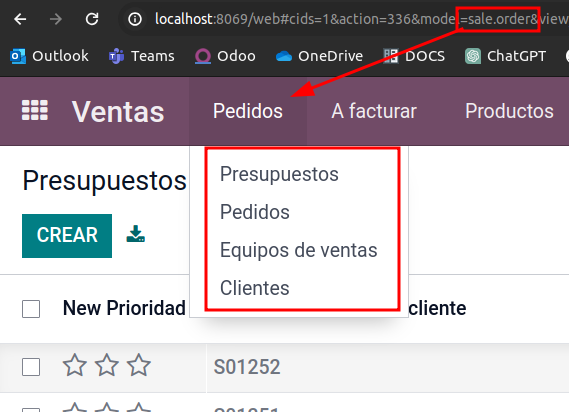 localhost:8069/web#cids=1&action=336&model=sale.order&view
Outlook Teams Odoo OneDrive DOCS ChatGPT
Ventas Pedidos A facturar Productos
Presupuestos
CREAR
Presupuestos
Pedidos
Equipos de ventas
Clientes
New Prioridad cliente
S01252